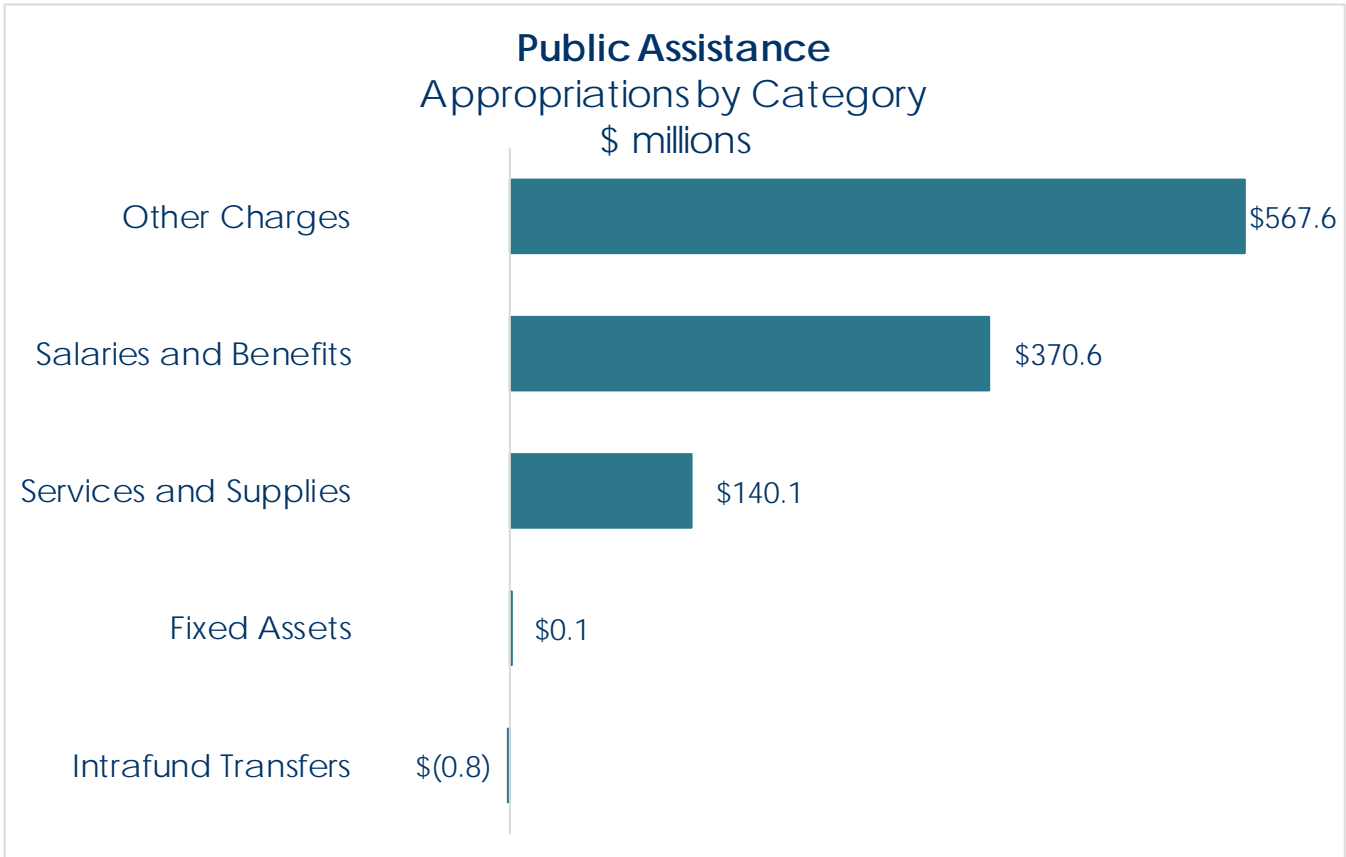 Public Assistance
Appropriations by Category
$ millions
Other Charges
$567.6
Salaries and Benefits
$370.6
Services and Supplies
$140.1
Fixed Assets
$0.1
Intrafund Transfers
$(0.8)